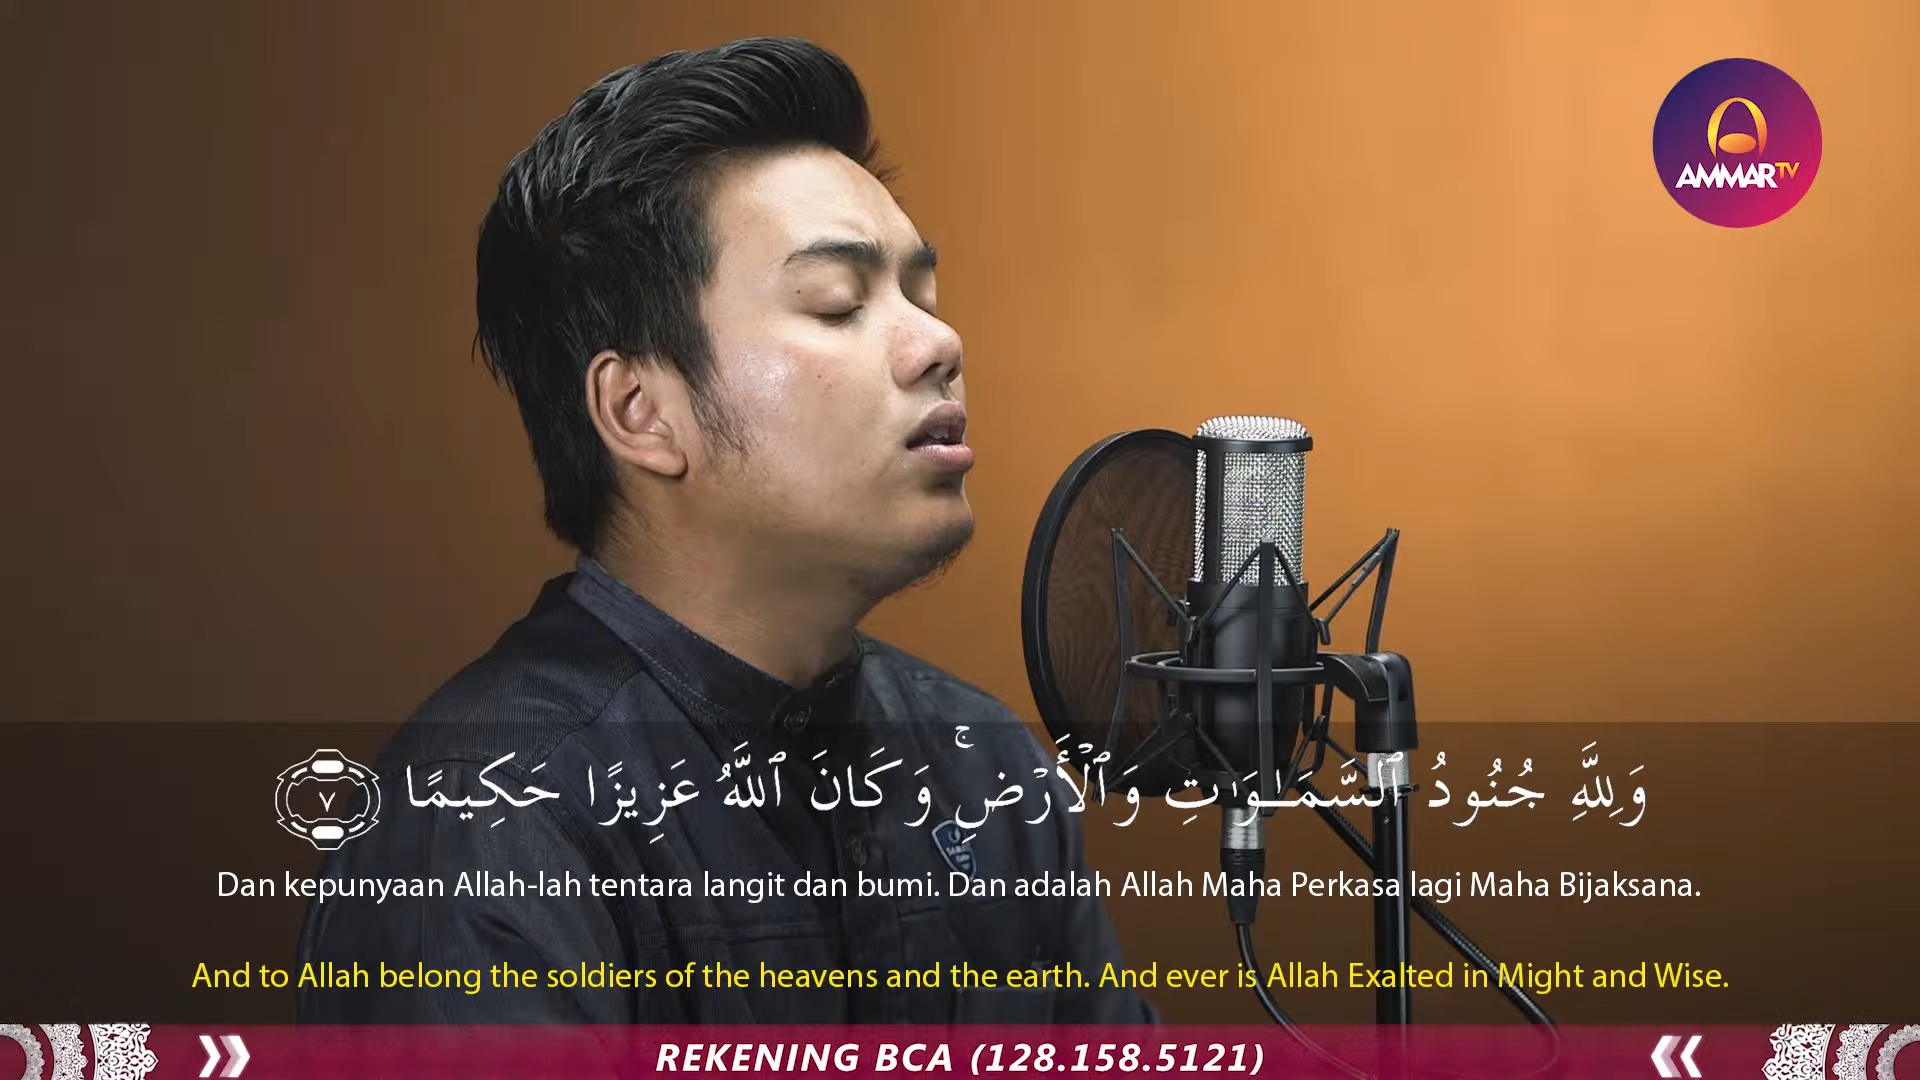 AMMARTV
وَلِلَّهِ جُنُودُ ٱلسَّمَـٰوَٰتِ وَٱلْأَرْضِ ۚ وَكَانَ ٱللَّهُ عَزِيزًا حَكِيمًا ٧
Dan kepunyaan Allah-lah tentara langit dan bumi. Dan adalah Allah Maha Perkasa lagi Maha Bijaksana.
And to Allah belong the soldiers of the heavens and the earth. And ever is Allah Exalted in Might and Wise.
REKENING BCA (128.158.5121)